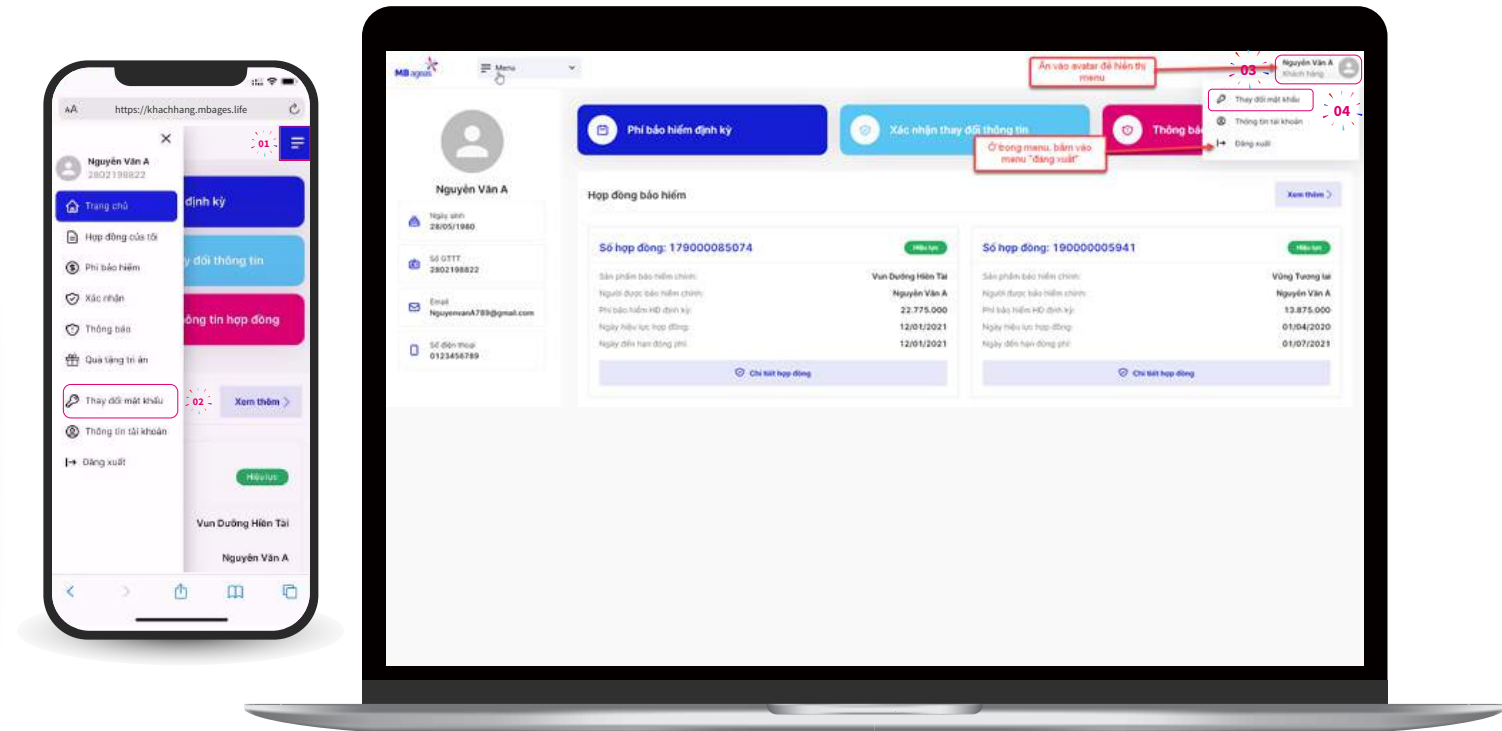 AA https://khachhang.mbages.life
01
Nguyễn Văn A
2802198822
Trang chủ
Hợp đồng của tôi
Phí bảo hiểm
Xác nhận
Thông báo
Quà tặng tri ân
Thay đổi mật khẩu
02
Thông tin tài khoản
Đăng xuất
định kỳ
y đổi thông tin
ông tin hợp đồng
Xem thêm
Hiệu lực
Vun Dưỡng Hiền Tài
Nguyễn Văn A
MB ageas
Menu
Ấn vào avatar để hiển thị
menu
03
Nguyễn Văn A
Khách hàng
Thay đổi mật khẩu
04
Thông tin tài khoản
Đăng xuất
Phí bảo hiểm định kỳ
Xác nhận thay đổi thông tin
Thông bá
Ở trong menu, bấm vào
menu "đăng xuất"
Nguyễn Văn A
Ngày sinh
28/05/1980
Số GTTT
2802198822
Email
NguyenvanA789@gmail.com
Số điện thoại
0123456789
Hợp đồng bảo hiểm
Xem thêm
Số hợp đồng: 179000085074
Hiệu lực
Sản phẩm bảo hiểm chính: Vun Dưỡng Hiền Tài
Người được bảo hiểm chính: Nguyễn Văn A
Phí bảo hiểm HĐ định kỳ: 22.775.000
Ngày hiệu lực hợp đồng: 12/01/2021
Ngày đến hạn đóng phí: 12/01/2021
Chi tiết hợp đồng
Số hợp đồng: 190000005941
Hiệu lực
Sản phẩm bảo hiểm chính: Vững Tương lai
Người được bảo hiểm chính: Nguyễn Văn A
Phí bảo hiểm HĐ định kỳ: 13.875.000
Ngày hiệu lực hợp đồng: 01/04/2020
Ngày đến hạn đóng phí: 01/07/2021
Chi tiết hợp đồng